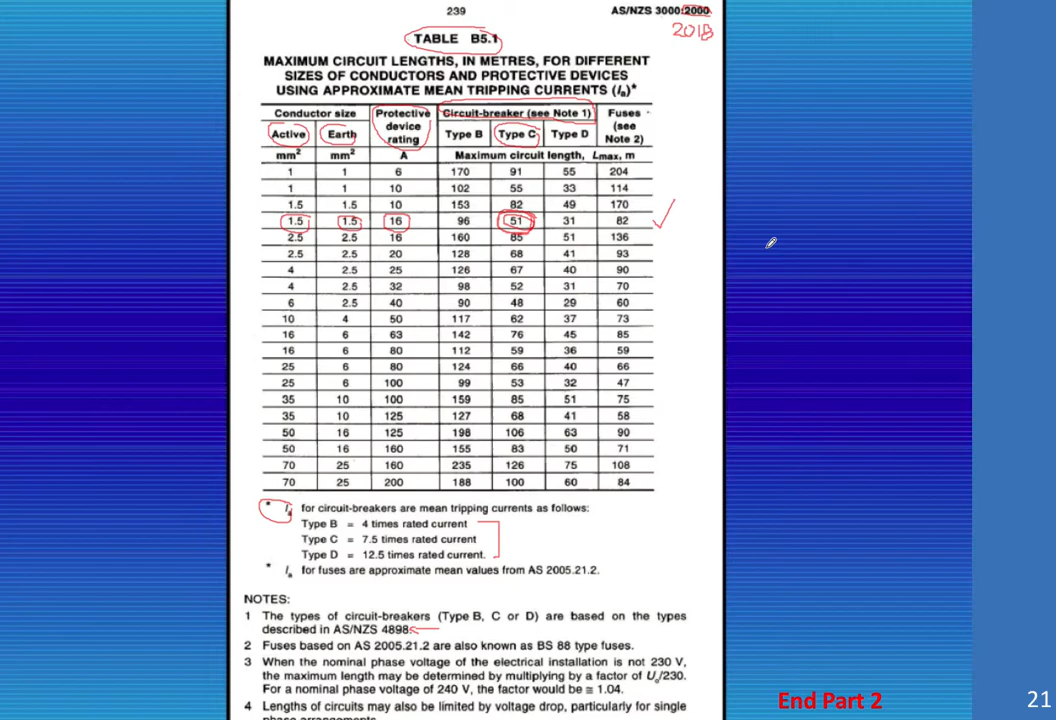 239 AS/NZS 3000:2000
2018
TABLE B5.1
MAXIMUM CIRCUIT LENGTHS, IN METRES, FOR DIFFERENT
SIZES OF CONDUCTORS AND PROTECTIVE DEVICES
USING APPROXIMATE MEAN TRIPPING CURRENTS (Ia)*
Conductor size Protective device rating Circuit-breaker (see Note 1) Fuses (see Note 2)
Active Earth Type B Type C Type D
mm² mm² A Maximum circuit length, Lmax, m
1 1 6 170 91 55 204
1 1 10 102 55 33 114
1.5 1.5 10 153 82 49 170
1.5 1.5 16 96 51 31 82
2.5 2.5 16 160 85 51 136
2.5 2.5 20 128 68 41 93
4 2.5 25 126 67 40 90
4 2.5 32 98 52 31 70
6 2.5 40 90 48 29 60
10 4 50 117 62 37 73
16 6 63 142 76 45 85
16 6 80 112 59 36 59
25 6 80 124 66 40 66
25 6 100 99 53 32 47
35 10 100 159 85 51 75
35 10 125 127 68 41 58
50 16 125 198 106 63 90
50 16 160 155 83 50 71
70 25 160 235 126 75 108
70 25 200 188 100 60 84
* Ia for circuit-breakers are mean tripping currents as follows:
Type B = 4 times rated current
Type C = 7.5 times rated current
Type D = 12.5 times rated current.
* Ia for fuses are approximate mean values from AS 2005.21.2.
NOTES:
1 The types of circuit-breakers (Type B, C or D) are based on the types
described in AS/NZS 4898.
2 Fuses based on AS 2005.21.2 are also known as BS 88 type fuses.
3 When the nominal phase voltage of the electrical installation is not 230 V,
the maximum length may be determined by multiplying by a factor of Uo/230.
For a nominal phase voltage of 240 V, the factor would be ≅ 1.04.
4 Lengths of circuits may also be limited by voltage drop, particularly for single
phase arrangements.
End Part 2
21